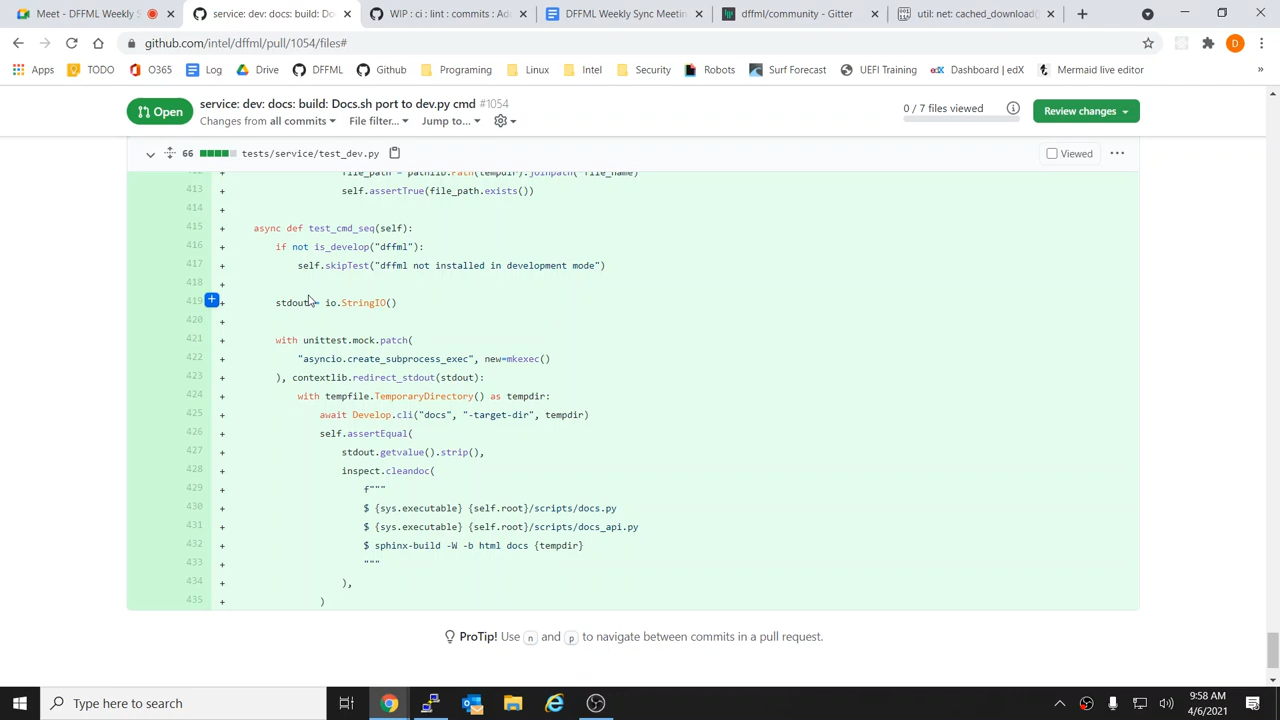 Meet - DFFML Weekly S
service: dev: docs: build: Do
WIP : ci : lint : commits : Ad
DFFML Weekly Sync Meetin
dffml/community - Gitter
util: net: cached_download(
github.com/intel/dffml/pull/1054/files#
D
Apps
TODO
O365
Log
Drive
DFFML
Github
Programing
Linux
Intel
Security
Robots
Surf Forecast
UEFI Training
Dashboard | edX
Mermaid live editor
»
Open
service: dev: docs: build: Docs.sh port to dev.py cmd #1054
Changes from all commits
File filter...
Jump to...
0 / 7 files viewed
Review changes
66 tests/service/test_dev.py
Viewed
file_path = pathlib.Path(tempdir).joinpath("file_name)
413 + self.assertTrue(file_path.exists())
414 +
415 + async def test_cmd_seq(self):
416 + if not is_develop("dffml"):
417 + self.skipTest("dffml not installed in development mode")
418 +
419 + stdout = io.StringIO()
420 +
421 + with unittest.mock.patch(
422 + "asyncio.create_subprocess_exec", new=mkexec()
423 + ), contextlib.redirect_stdout(stdout):
424 + with tempfile.TemporaryDirectory() as tempdir:
425 + await Develop.cli("docs", "-target-dir", tempdir)
426 + self.assertEqual(
427 + stdout.getvalue().strip(),
428 + inspect.cleandoc(
429 + f"""
430 + $ {sys.executable} {self.root}/scripts/docs.py
431 + $ {sys.executable} {self.root}/scripts/docs_api.py
432 + $ sphinx-build -W -b html docs {tempdir}
433 + """
434 + ),
435 + )
ProTip! Use n and p to navigate between commits in a pull request.
Type here to search
9:58 AM
4/6/2021